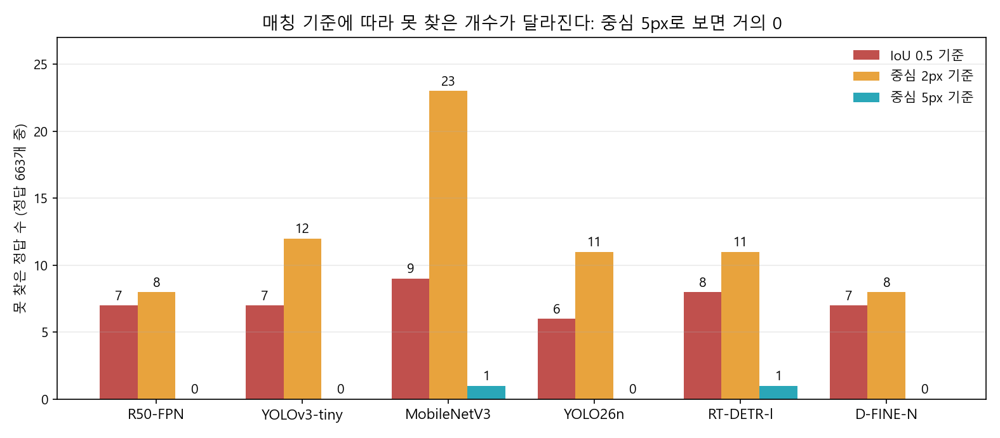 매칭 기준에 따라 못 찾은 개수가 달라진다: 중심 5px로 보면 거의 0
IoU 0.5 기준
중심 2px 기준
중심 5px 기준
못 찾은 정답 수 (정답 663개 중)
25
20
15
10
5
0
7
8
0
7
12
0
9
23
1
6
11
0
8
11
1
7
8
0
R50-FPN
YOLOv3-tiny
MobileNetV3
YOLO26n
RT-DETR-l
D-FINE-N